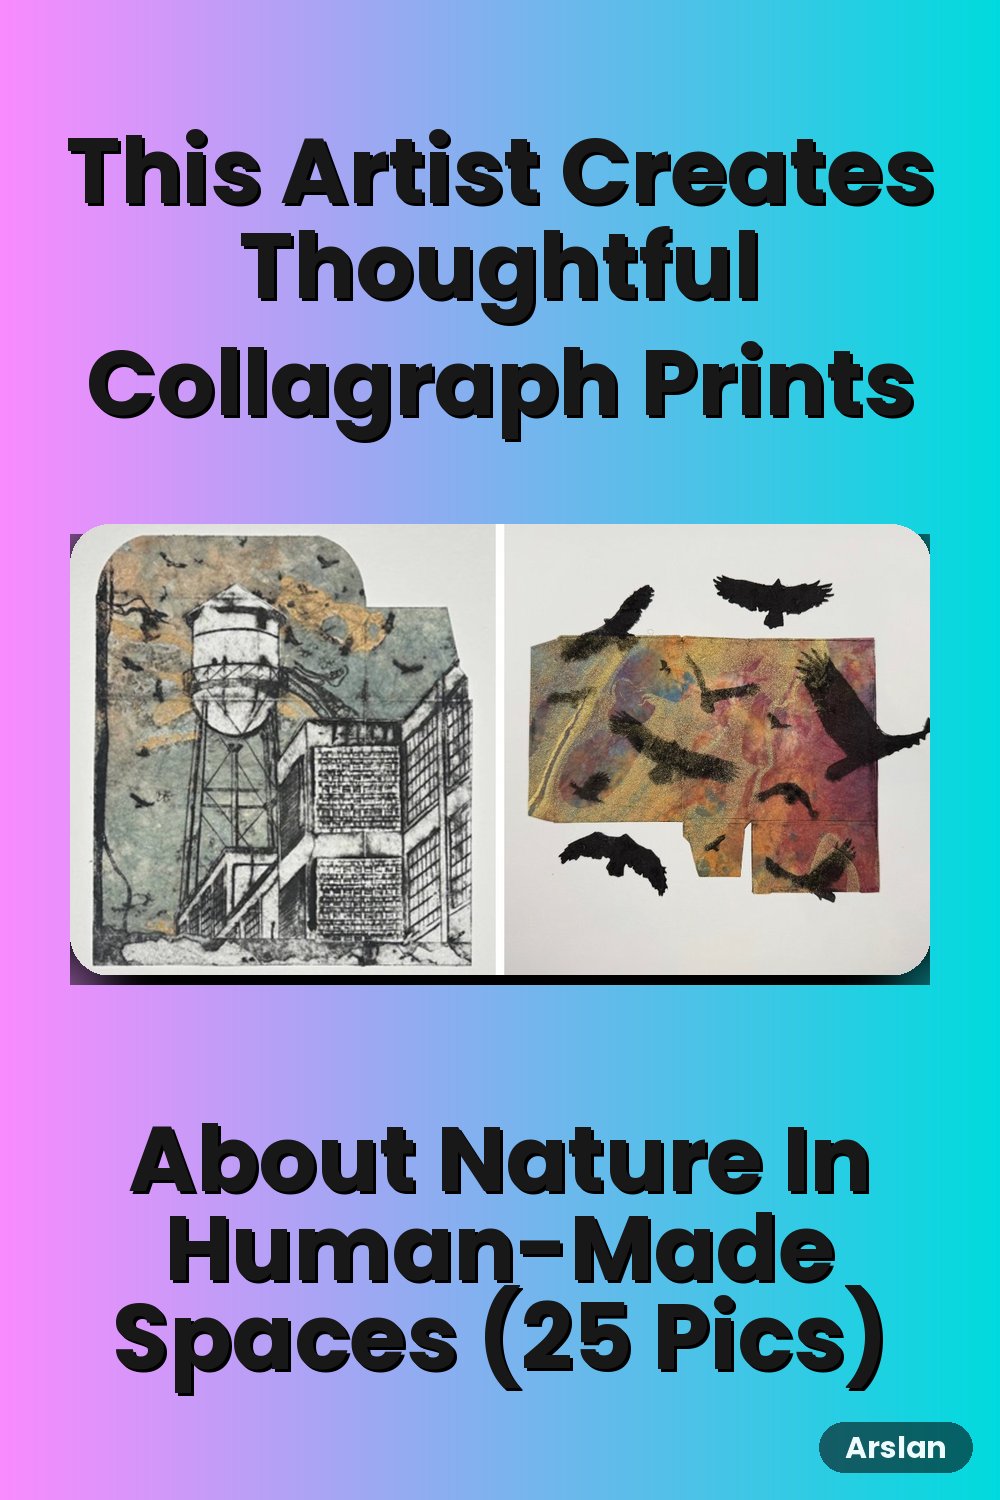 This Artist Creates
Thoughtful
Collagraph Prints
About Nature In
Human-Made
Spaces (25 Pics)
Arslan